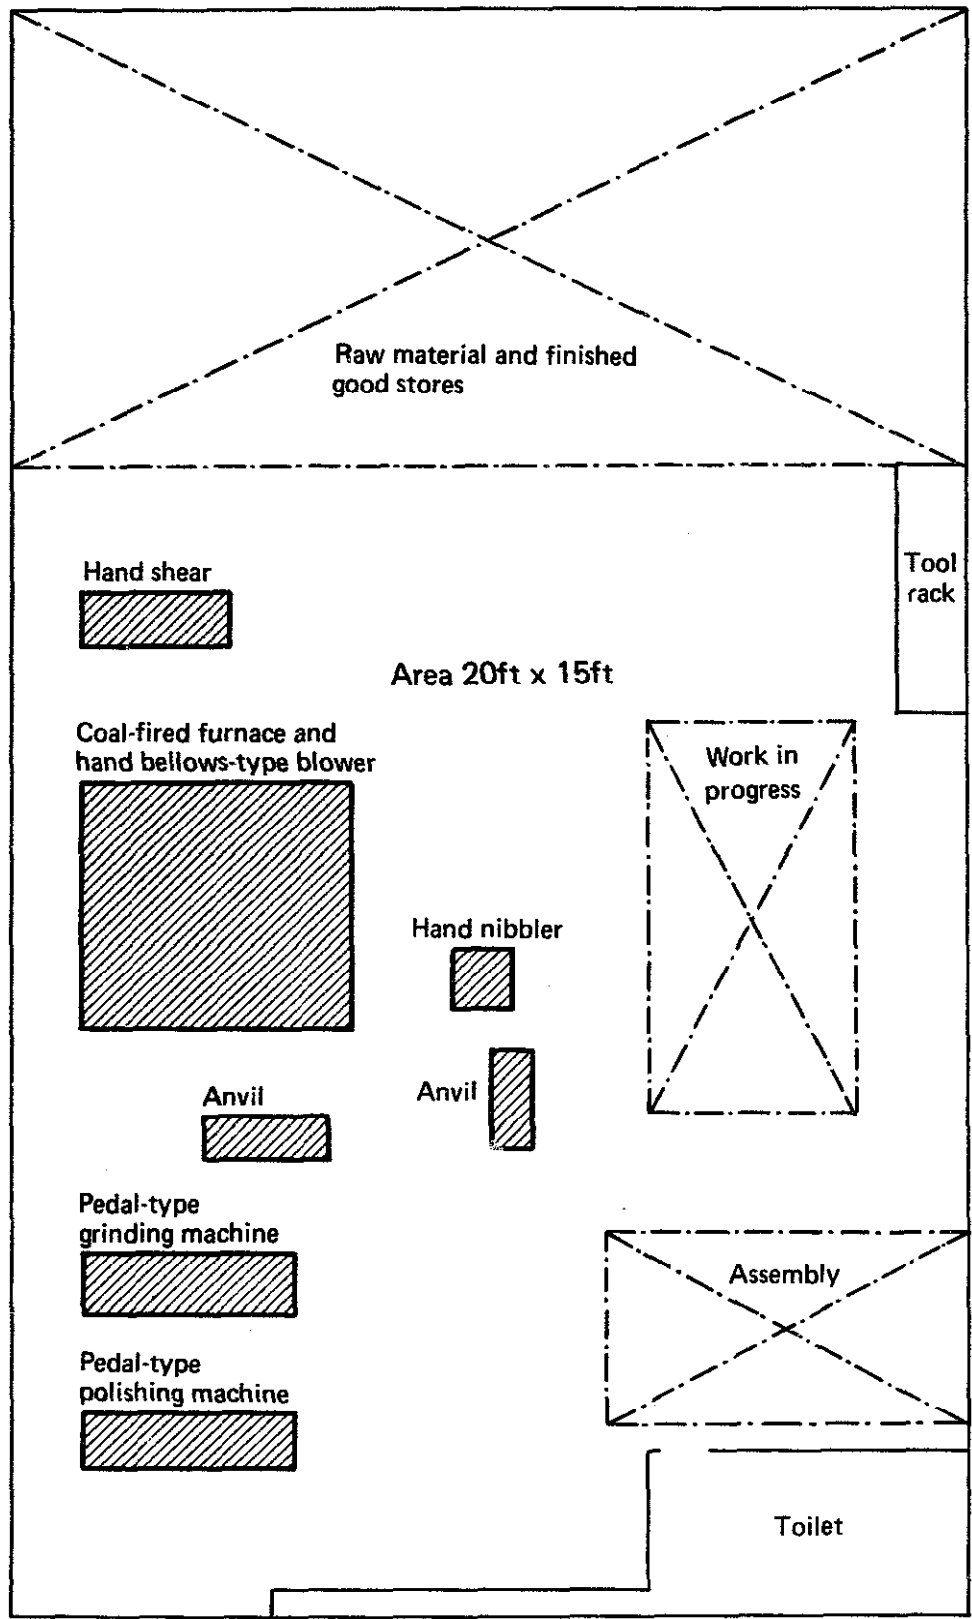 Raw material and finished
good stores
Tool
rack
Hand shear
Area 20ft x 15ft
Coal-fired furnace and
hand bellows-type blower
Work in
progress
Hand nibbler
Anvil
Anvil
Pedal-type
grinding machine
Assembly
Pedal-type
polishing machine
Toilet